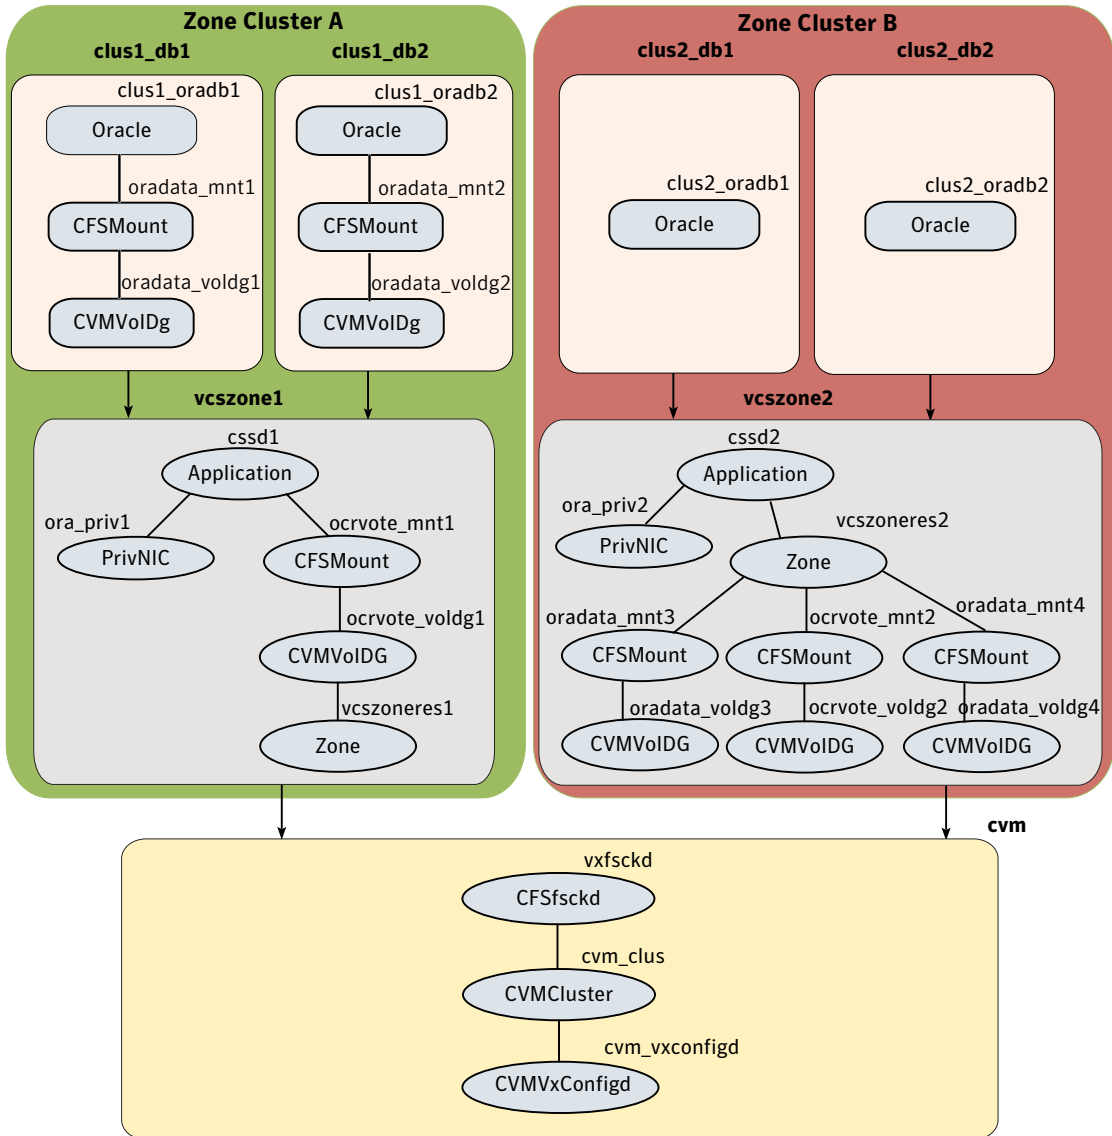 Zone Cluster A
clus1_db1
clus1_db2
clus1_oradb1
Oracle
oradata_mnt1
CFSMount
oradata_voldg1
CVMVolDg
clus1_oradb2
Oracle
oradata_mnt2
CFSMount
oradata_voldg2
CVMVolDg
vcszone1
cssd1
Application
ora_priv1
PrivNIC
ocrvote_mnt1
CFSMount
ocrvote_voldg1
CVMVolDG
vcszoneres1
Zone
Zone Cluster B
clus2_db1
clus2_db2
clus2_oradb1
Oracle
clus2_oradb2
Oracle
vcszone2
cssd2
Application
ora_priv2
PrivNIC
vcszoneres2
Zone
oradata_mnt3
CFSMount
oradata_voldg3
CVMVolDG
ocrvote_mnt2
CFSMount
ocrvote_voldg2
CVMVolDG
oradata_mnt4
CFSMount
oradata_voldg4
CVMVolDG
cvm
vxfsckd
CFSfsckd
cvm_clus
CVMCluster
cvm_vxconfigd
CVMVxConfigd